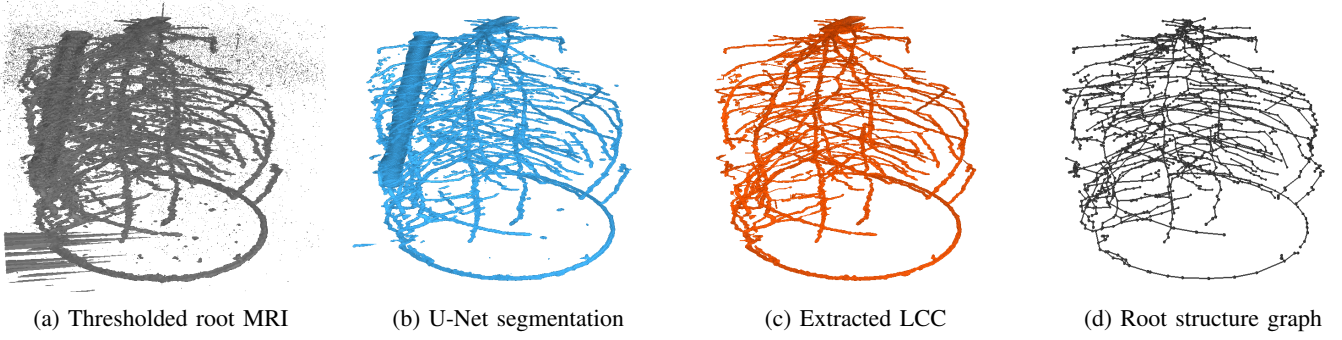 (a) Thresholded root MRI
(b) U-Net segmentation
(c) Extracted LCC
(d) Root structure graph